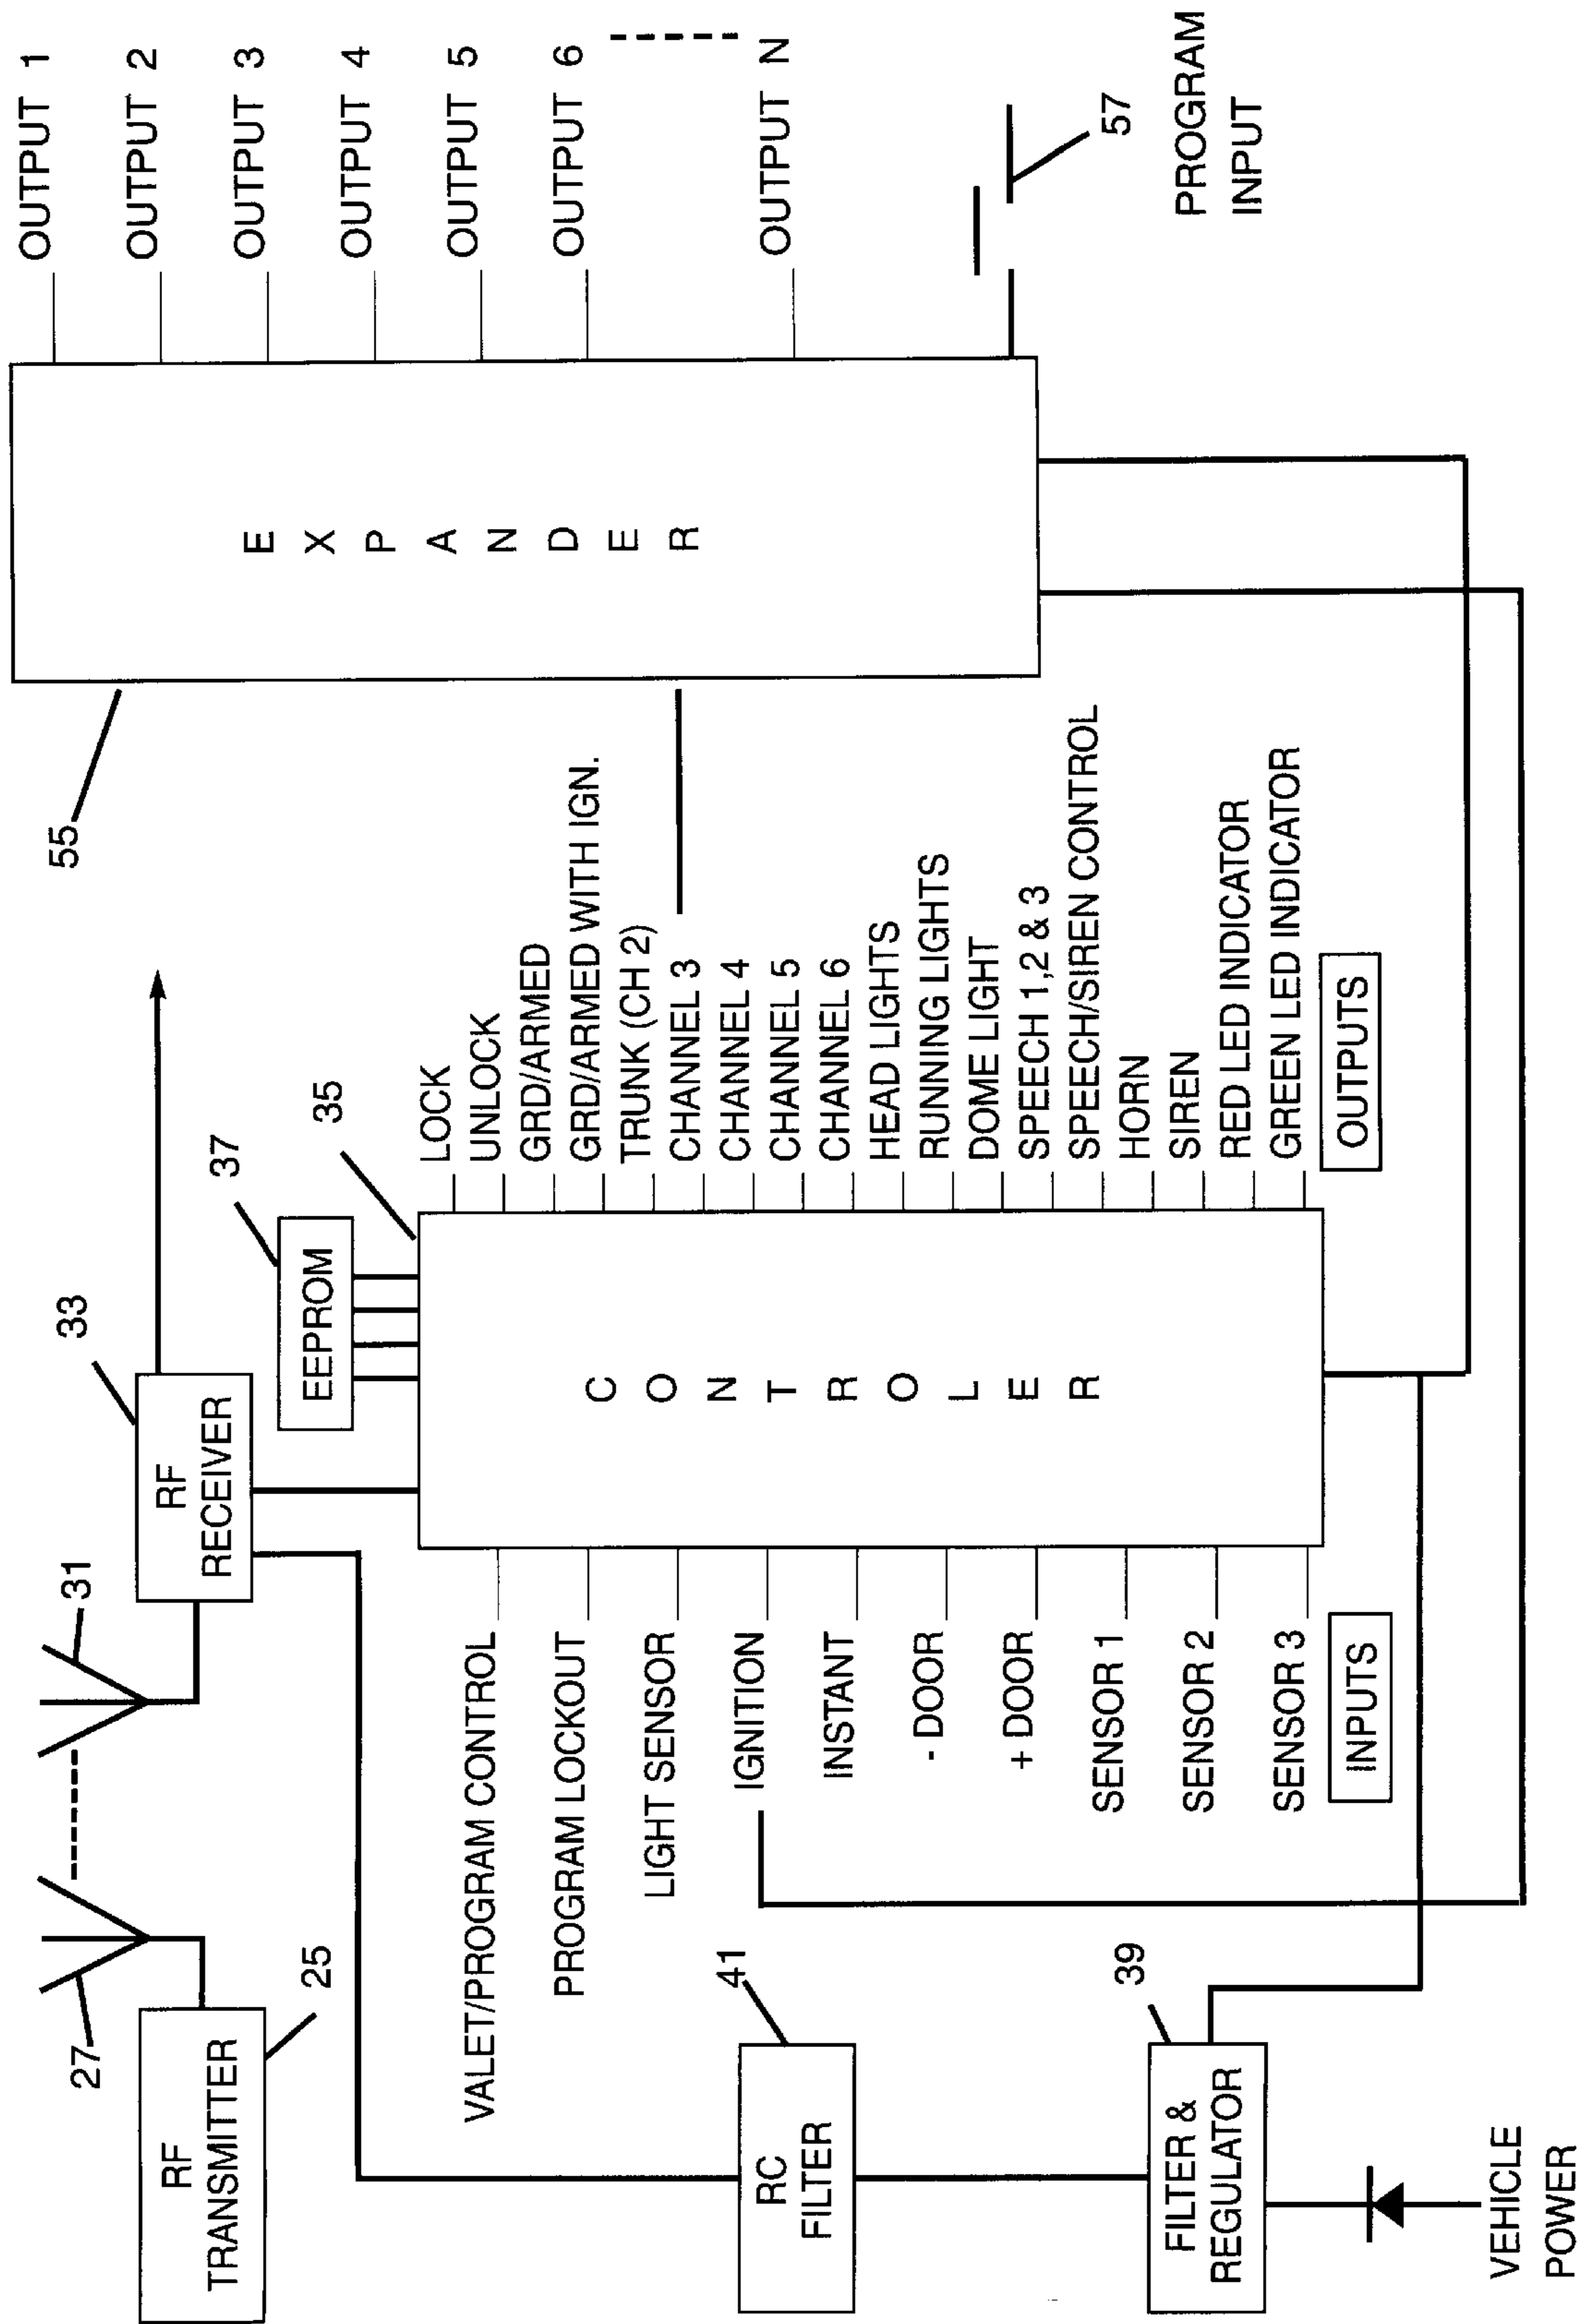 27
31
33
RF
TRANSMITTER
25
RF
RECEIVER
37
EEPROM
35
55
VALET/PROGRAM CONTROL
PROGRAM LOCKOUT
LIGHT SENSOR
IGNITION
INSTANT
- DOOR
+ DOOR
SENSOR 1
SENSOR 2
SENSOR 3
INPUTS
CONTROLER
LOCK
UNLOCK
GRD/ARMED
GRD/ARMED WITH IGN.
TRUNK (CH 2)
CHANNEL 3
CHANNEL 4
CHANNEL 5
CHANNEL 6
HEAD LIGHTS
RUNNING LIGHTS
DOME LIGHT
SPEECH 1,2 & 3
SPEECH/SIREN CONTROL
HORN
SIREN
RED LED INDICATOR
GREEN LED INDICATOR
OUTPUTS
EXPANDER
OUTPUT 1
OUTPUT 2
OUTPUT 3
OUTPUT 4
OUTPUT 5
OUTPUT 6
OUTPUT N
57
PROGRAM
INPUT
41
RC
FILTER
39
FILTER &
REGULATOR
VEHICLE
POWER